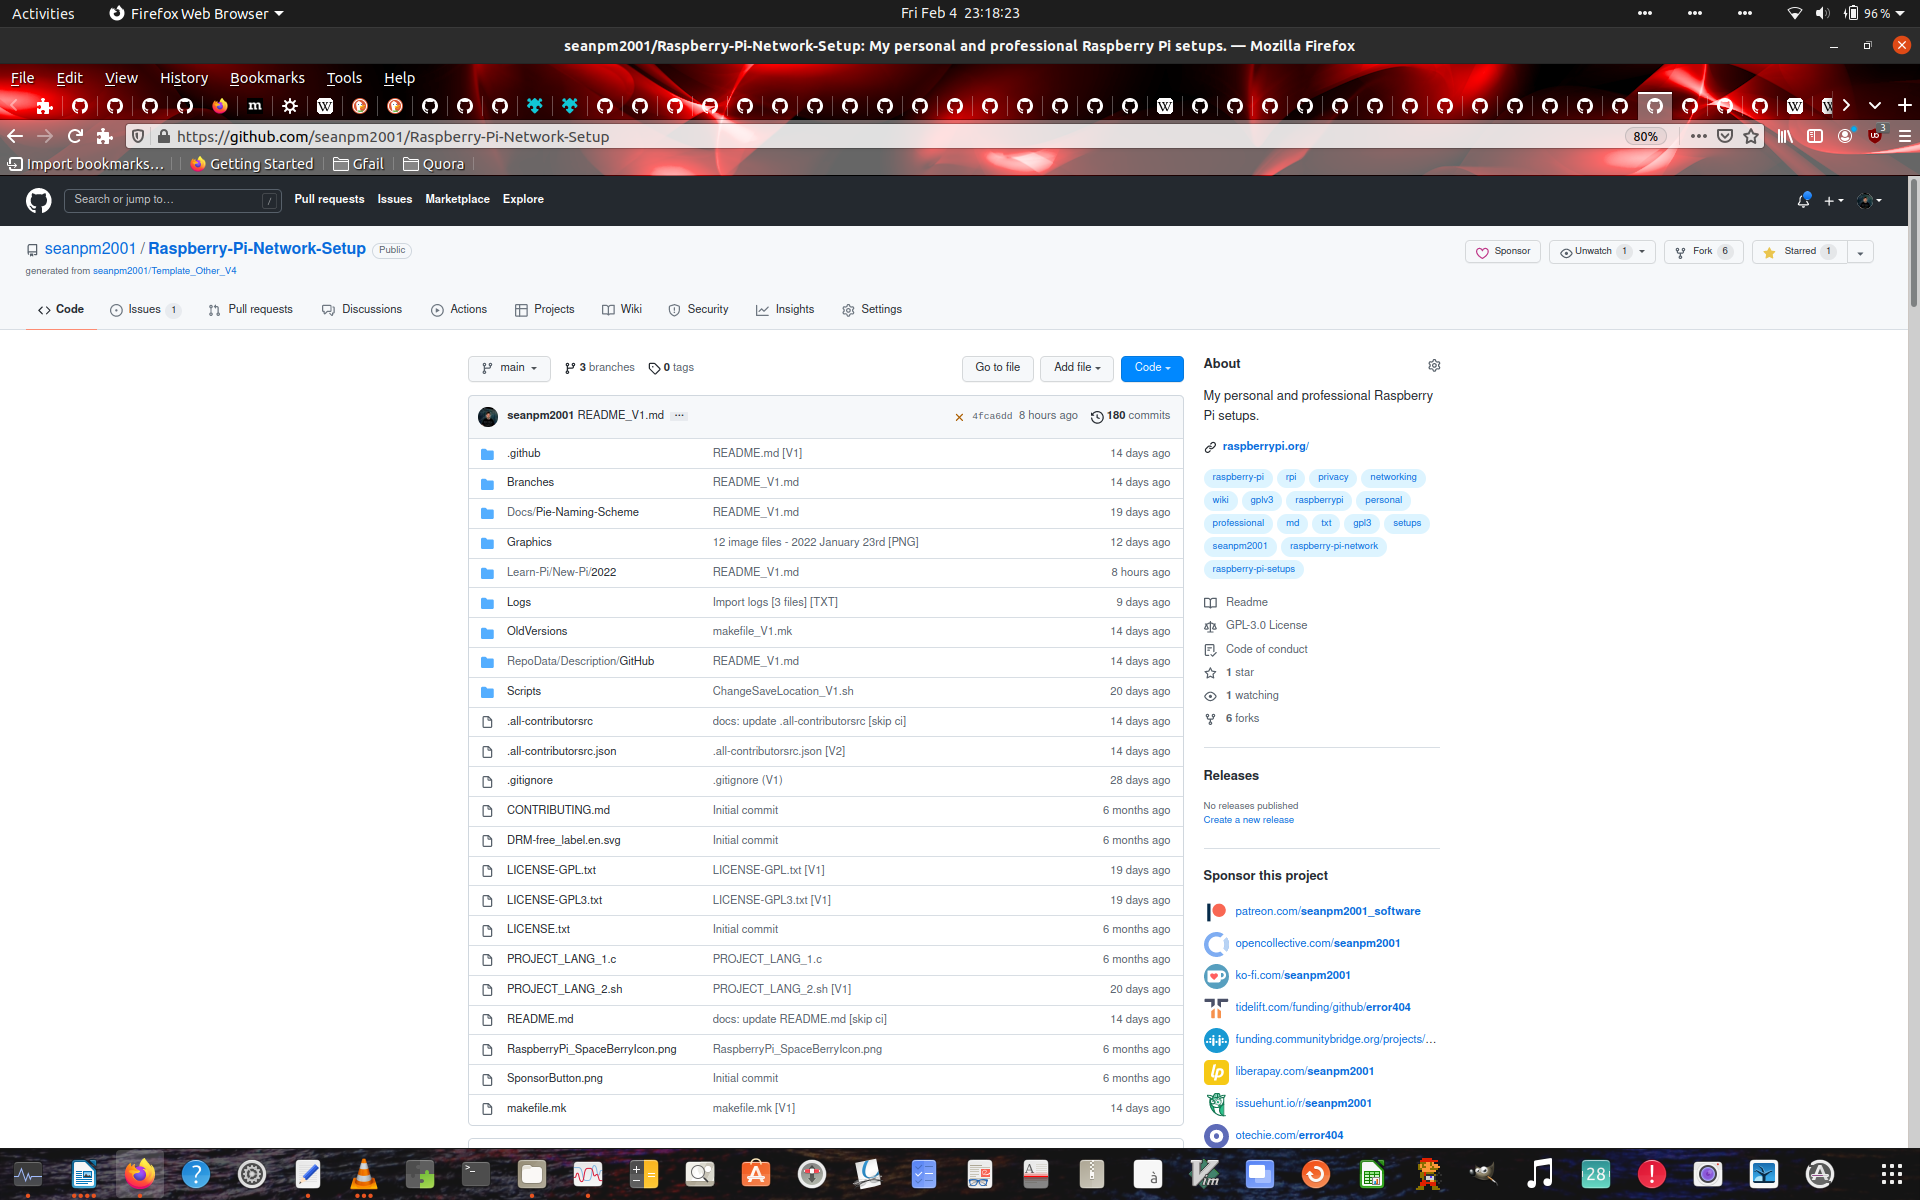 Activities Firefox Web Browser Fri Feb 4 23:18:23 96%
seanpm2001/Raspberry-Pi-Network-Setup: My personal and professional Raspberry Pi setups. — Mozilla Firefox
File Edit View History Bookmarks Tools Help
https://github.com/seanpm2001/Raspberry-Pi-Network-Setup 80% 3
Import bookmarks... Getting Started Gfail Quora
Search or jump to... / Pull requests Issues Marketplace Explore
seanpm2001 / Raspberry-Pi-Network-Setup Public Sponsor Unwatch 1 Fork 6 Starred 1
generated from seanpm2001/Template_Other_V4
Code Issues 1 Pull requests Discussions Actions Projects Wiki Security Insights Settings
main 3 branches 0 tags Go to file Add file Code
seanpm2001 README_V1.md ... 4fca6dd 8 hours ago 180 commits
.github README.md [V1] 14 days ago
Branches README_V1.md 14 days ago
Docs/Pie-Naming-Scheme README_V1.md 19 days ago
Graphics 12 image files - 2022 January 23rd [PNG] 12 days ago
Learn-Pi/New-Pi/2022 README_V1.md 8 hours ago
Logs Import logs [3 files] [TXT] 9 days ago
OldVersions makefile_V1.mk 14 days ago
RepoData/Description/GitHub README_V1.md 14 days ago
Scripts ChangeSaveLocation_V1.sh 20 days ago
.all-contributorsrc docs: update .all-contributorsrc [skip ci] 14 days ago
.all-contributorsrc.json .all-contributorsrc.json [V2] 14 days ago
.gitignore .gitignore (V1) 28 days ago
CONTRIBUTING.md Initial commit 6 months ago
DRM-free_label.en.svg Initial commit 6 months ago
LICENSE-GPL.txt LICENSE-GPL.txt [V1] 19 days ago
LICENSE-GPL3.txt LICENSE-GPL3.txt [V1] 19 days ago
LICENSE.txt Initial commit 6 months ago
PROJECT_LANG_1.c PROJECT_LANG_1.c 6 months ago
PROJECT_LANG_2.sh PROJECT_LANG_2.sh [V1] 20 days ago
README.md docs: update README.md [skip ci] 14 days ago
RaspberryPi_SpaceBerryIcon.png RaspberryPi_SpaceBerryIcon.png 6 months ago
SponsorButton.png Initial commit 6 months ago
makefile.mk makefile.mk [V1] 14 days ago
About
My personal and professional Raspberry
Pi setups.
raspberrypi.org/
raspberry-pi rpi privacy networking
wiki gplv3 raspberrypi personal
professional md txt gpl3 setups
seanpm2001 raspberry-pi-network
raspberry-pi-setups
Readme
GPL-3.0 License
Code of conduct
1 star
1 watching
6 forks
Releases
No releases published
Create a new release
Sponsor this project
patreon.com/seanpm2001_software
opencollective.com/seanpm2001
ko-fi.com/seanpm2001
tidelift.com/funding/github/error404
funding.communitybridge.org/projects/...
liberapay.com/seanpm2001
issuehunt.io/r/seanpm2001
otechie.com/error404
28